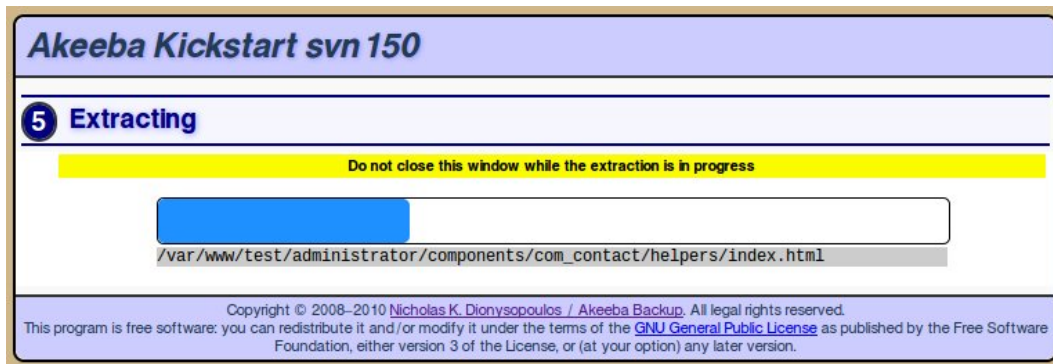 Akeeba Kickstart svn 150
5 Extracting
Do not close this window while the extraction is in progress
/var/www/test/administrator/components/com_contact/helpers/index.html
Copyright © 2008–2010 Nicholas K. Dionysopoulos / Akeeba Backup. All legal rights reserved.
This program is free software: you can redistribute it and/or modify it under the terms of the GNU General Public License as published by the Free Software
Foundation, either version 3 of the License, or (at your option) any later version.